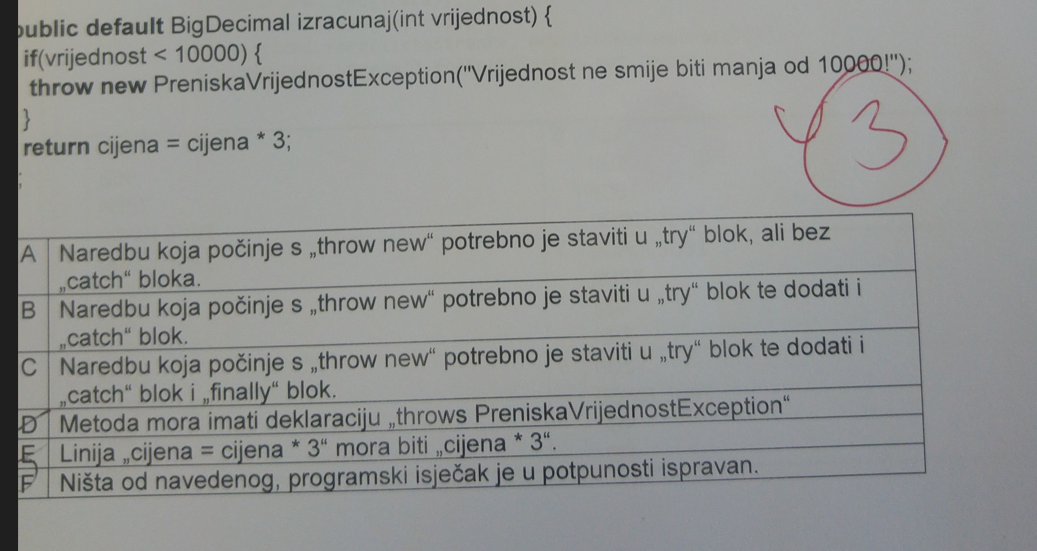 public default BigDecimal izracunaj(int vrijednost) {
if(vrijednost < 10000) {
throw new PreniskaVrijednostException("Vrijednost ne smije biti manja od 10000!");
}
return cijena = cijena * 3;
3
A Naredbu koja počinje s „throw new“ potrebno je staviti u „try“ blok, ali bez
„catch“ bloka.
B Naredbu koja počinje s „throw new“ potrebno je staviti u „try“ blok te dodati i
„catch“ blok.
C Naredbu koja počinje s „throw new“ potrebno je staviti u „try“ blok te dodati i
„catch“ blok i „finally“ blok.
D Metoda mora imati deklaraciju „throws PreniskaVrijednostException“
E Linija „cijena = cijena * 3“ mora biti „cijena * 3“.
F Ništa od navedenog, programski isječak je u potpunosti ispravan.